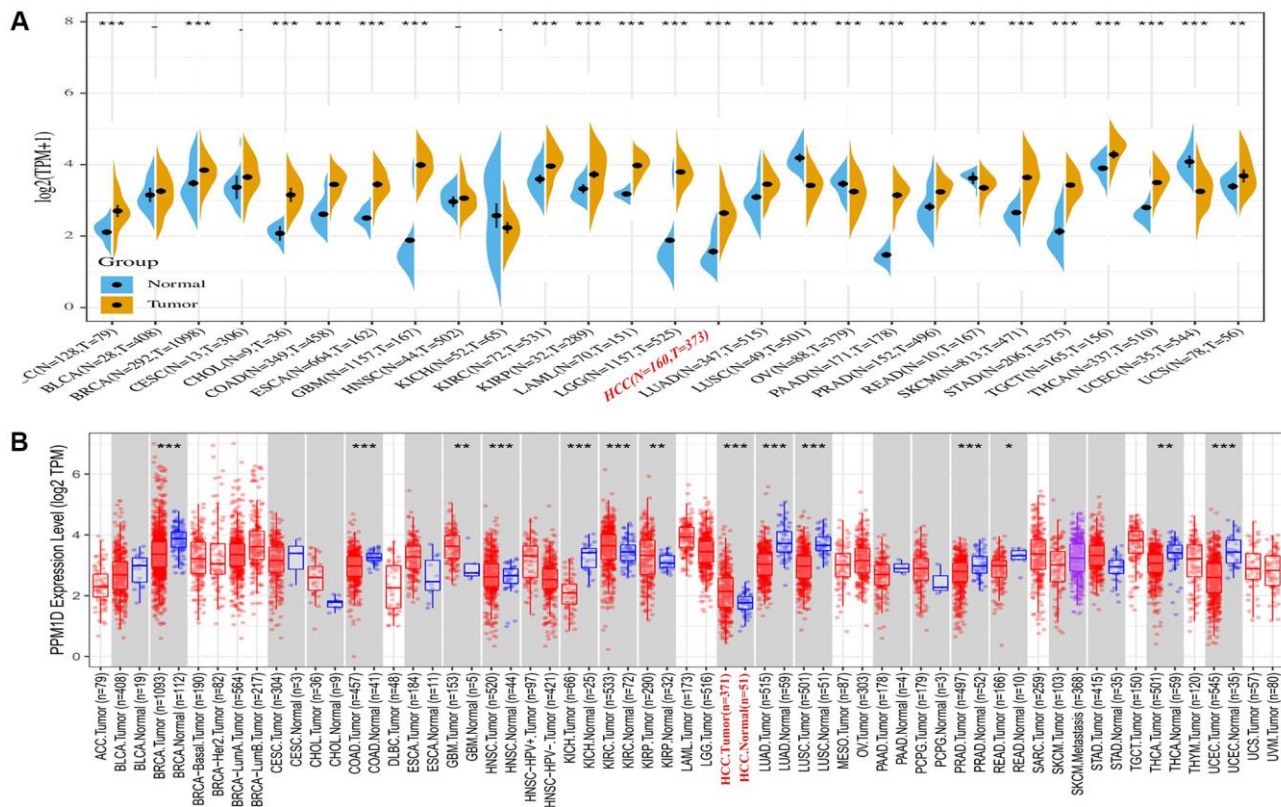 A
*** - *** - *** *** *** *** - - *** *** *** *** *** *** *** *** *** *** ** *** *** *** *** *** **
log2(TPM+1)
8
6
4
2
0
Group
Normal
Tumor
-C(N=128,T=79)
BLCA(N=28,T=408)
BRCA(N=292,T=1098)
CESC(N=13,T=306)
CHOL(N=9,T=36)
COAD(N=349,T=458)
ESCA(N=664,T=162)
GBM(N=1157,T=167)
HNSC(N=44,T=502)
KICH(N=52,T=65)
KIRC(N=72,T=531)
KIRP(N=32,T=289)
LAML(N=70,T=151)
LGG(N=1157,T=525)
HCC(N=160,T=373)
LUAD(N=347,T=515)
LUSC(N=49,T=501)
OV(N=88,T=379)
PAAD(N=171,T=178)
PRAD(N=152,T=496)
READ(N=10,T=167)
SKCM(N=813,T=471)
STAD(N=206,T=375)
TGCT(N=165,T=156)
THCA(N=337,T=510)
UCEC(N=35,T=544)
UCS(N=78,T=56)
B
*** *** ** *** *** *** ** *** *** *** *** * ** ***
PPM1D Expression Level (log2 TPM)
6
4
2
0
ACC.Tumor (n=79)
BLCA.Tumor (n=408)
BLCA.Normal (n=19)
BRCA.Tumor (n=1093)
BRCA.Normal (n=112)
BRCA-Basal.Tumor (n=190)
BRCA-Her2.Tumor (n=82)
BRCA-LumA.Tumor (n=564)
BRCA-LumB.Tumor (n=217)
CESC.Tumor (n=304)
CESC.Normal (n=3)
CHOL.Tumor (n=36)
CHOL.Normal (n=9)
COAD.Tumor (n=457)
COAD.Normal (n=41)
DLBC.Tumor (n=48)
ESCA.Tumor (n=184)
ESCA.Normal (n=11)
GBM.Tumor (n=153)
GBM.Normal (n=5)
HNSC.Tumor (n=520)
HNSC.Normal (n=44)
HNSC-HPV+.Tumor (n=97)
HNSC-HPV-.Tumor (n=421)
KICH.Tumor (n=66)
KICH.Normal (n=25)
KIRC.Tumor (n=533)
KIRC.Normal (n=72)
KIRP.Tumor (n=290)
KIRP.Normal (n=32)
LAML.Tumor (n=173)
LGG.Tumor (n=516)
HCC.Tumor(n=371)
HCC.Normal(n=51)
LUAD.Tumor (n=515)
LUAD.Normal (n=59)
LUSC.Tumor (n=501)
LUSC.Normal (n=51)
MESO.Tumor (n=87)
OV.Tumor (n=303)
PAAD.Tumor (n=178)
PAAD.Normal (n=4)
PCPG.Tumor (n=179)
PCPG.Normal (n=3)
PRAD.Tumor (n=497)
PRAD.Normal (n=52)
READ.Tumor (n=166)
READ.Normal (n=10)
SARC.Tumor (n=259)
SKCM.Tumor (n=103)
SKCM.Metastasis (n=368)
STAD.Tumor (n=415)
STAD.Normal (n=35)
TGCT.Tumor (n=150)
THCA.Tumor (n=501)
THCA.Normal (n=59)
THYM.Tumor (n=120)
UCEC.Tumor (n=545)
UCEC.Normal (n=35)
UCS.Tumor (n=57)
UVM.Tumor (n=80)